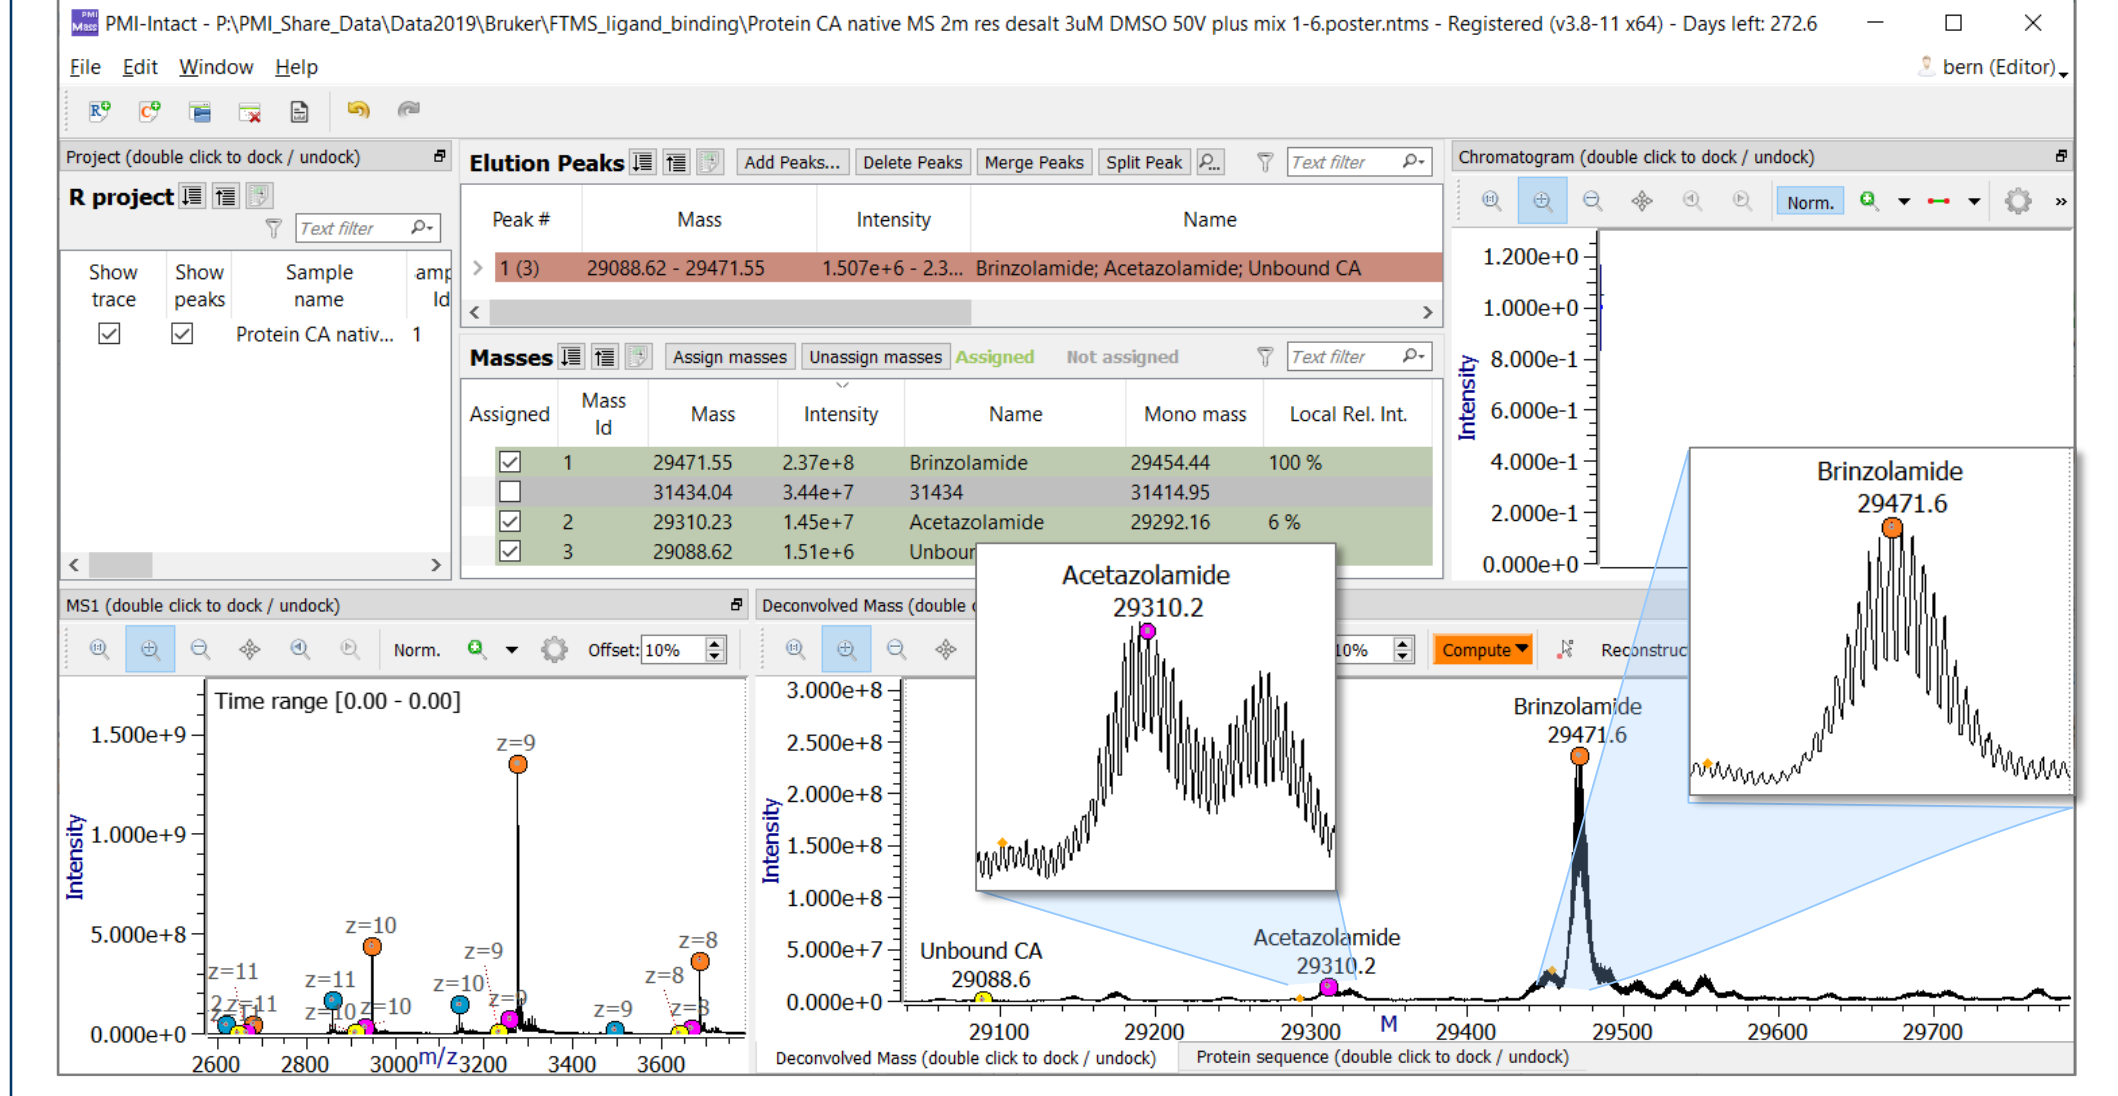 PMI-Intact - P:\PMI_Share_Data\Data2019\Bruker\FTMS_ligand_binding\Protein CA native MS 2m res desalt 3uM DMSO 50V plus mix 1-6.poster.ntms - Registered (v3.8-11 x64) - Days left: 272.6
File Edit Window Help
bern (Editor)
Project (double click to dock / undock)
R project
Text filter
Show trace
Show peaks
Sample name
Id
Protein CA nativ... 1
Elution Peaks Add Peaks... Delete Peaks Merge Peaks Split Peak Text filter
Peak # Mass Intensity Name
1 (3) 29088.62 - 29471.55 1.507e+6 - 2.3... Brinzolamide; Acetazolamide; Unbound CA
Masses Assign masses Unassign masses Assigned Not assigned Text filter
Assigned Mass Id Mass Intensity Name Mono mass Local Rel. Int.
1 29471.55 2.37e+8 Brinzolamide 29454.44 100 %
31434.04 3.44e+7 31434 31414.95
2 29310.23 1.45e+7 Acetazolamide 29292.16 6 %
3 29088.62 1.51e+6 Unbour
Chromatogram (double click to dock / undock)
Norm.
1.200e+0
1.000e+0
8.000e-1
6.000e-1
4.000e-1
2.000e-1
0.000e+0
Intensity
Brinzolamide
29471.6
MS1 (double click to dock / undock)
Norm. Offset: 10%
Time range [0.00 - 0.00]
1.500e+9
1.000e+9
5.000e+8
0.000e+0
Intensity
z=9
z=10
z=9
z=8
z=11
z=11
z=10
z=8
z=11
z=10
z=10
z=9
z=9
z=8
2600 2800 3000 m/z 3200 3400 3600
Deconvolved Mass (double
10% Compute Reconstruc
Acetazolamide
29310.2
3.000e+8
2.500e+8
2.000e+8
1.500e+8
1.000e+8
5.000e+7
0.000e+0
Intensity
Unbound CA
29088.6
Acetazolamide
29310.2
Brinzolamide
29471.6
29100 29200 29300 M 29400 29500 29600 29700
Deconvolved Mass (double click to dock / undock) Protein sequence (double click to dock / undock)